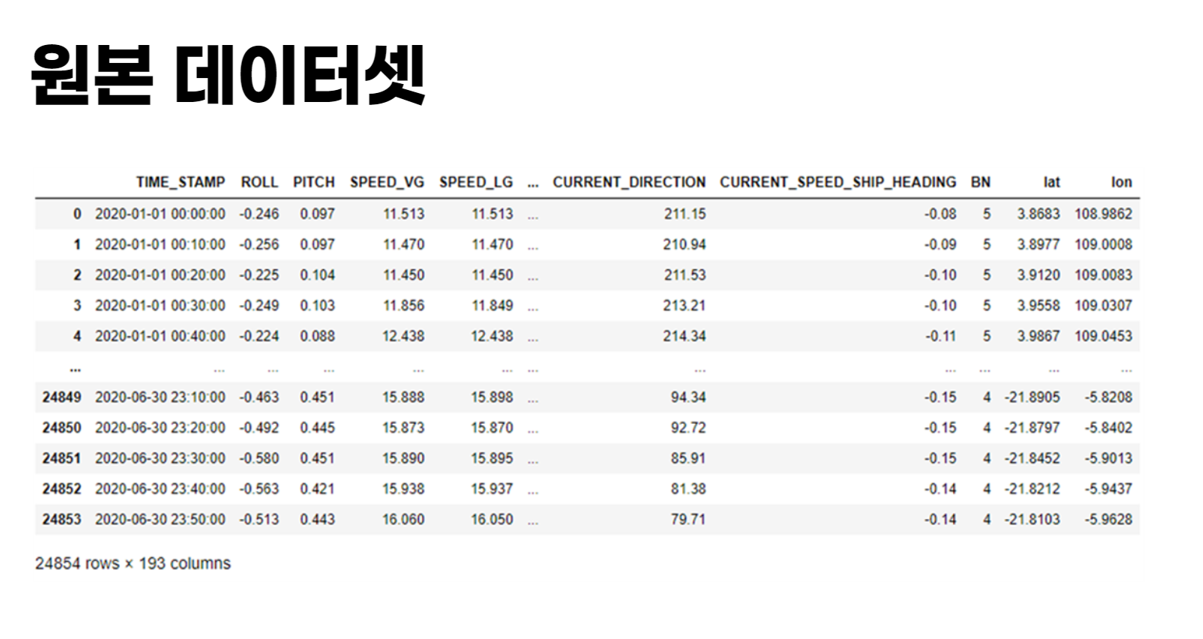 원본 데이터셋
TIME_STAMP ROLL PITCH SPEED_VG SPEED_LG ... CURRENT_DIRECTION CURRENT_SPEED_SHIP_HEADING BN lat lon
0 2020-01-01 00:00:00 -0.246 0.097 11.513 11.513 ... 211.15 -0.08 5 3.8683 108.9862
1 2020-01-01 00:10:00 -0.256 0.097 11.470 11.470 ... 210.94 -0.09 5 3.8977 109.0008
2 2020-01-01 00:20:00 -0.225 0.104 11.450 11.450 ... 211.53 -0.10 5 3.9120 109.0083
3 2020-01-01 00:30:00 -0.249 0.103 11.856 11.849 ... 213.21 -0.10 5 3.9558 109.0307
4 2020-01-01 00:40:00 -0.224 0.088 12.438 12.438 ... 214.34 -0.11 5 3.9867 109.0453
... ... ... ... ... ... ... ... ... ... ... ...
24849 2020-06-30 23:10:00 -0.463 0.451 15.888 15.898 ... 94.34 -0.15 4 -21.8905 -5.8208
24850 2020-06-30 23:20:00 -0.492 0.445 15.873 15.870 ... 92.72 -0.15 4 -21.8797 -5.8402
24851 2020-06-30 23:30:00 -0.580 0.451 15.890 15.895 ... 85.91 -0.15 4 -21.8452 -5.9013
24852 2020-06-30 23:40:00 -0.563 0.421 15.938 15.937 ... 81.38 -0.14 4 -21.8212 -5.9437
24853 2020-06-30 23:50:00 -0.513 0.443 16.060 16.050 ... 79.71 -0.14 4 -21.8103 -5.9628
24854 rows × 193 columns